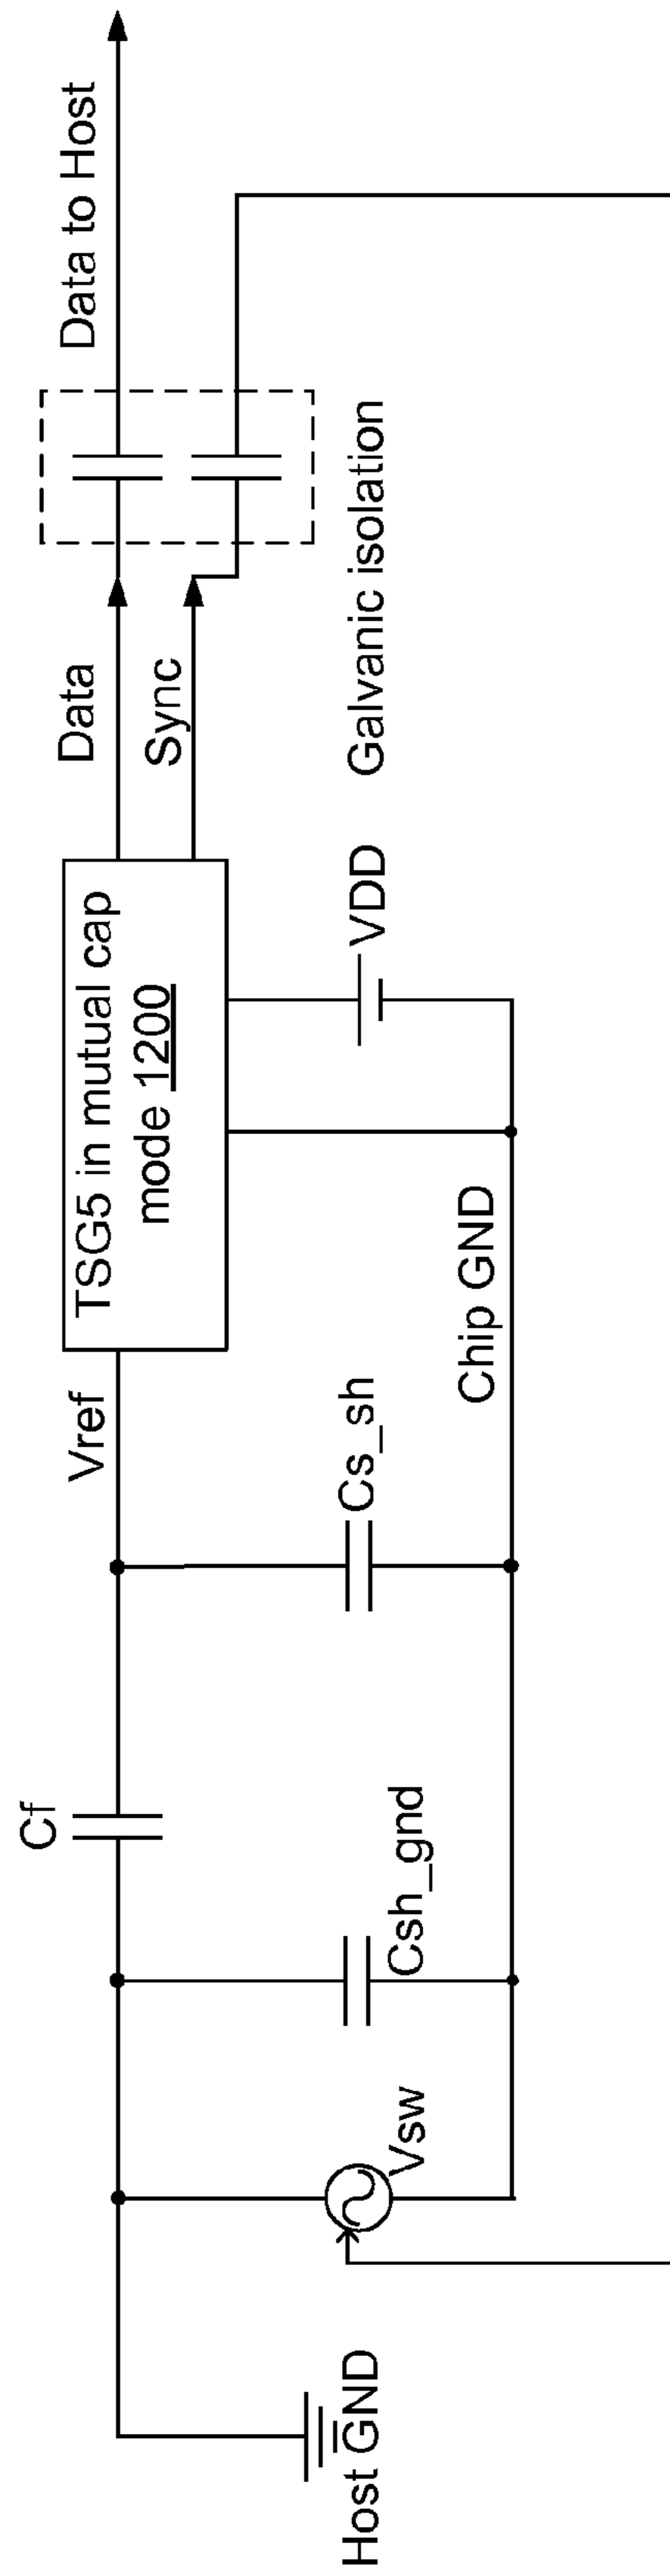 Data to Host
Data
Sync
Galvanic isolation
TSG5 in mutual cap
mode 1200
VDD
Vref
Chip GND
Cs_sh
Cf
Csh_gnd
Vsw
Host GND